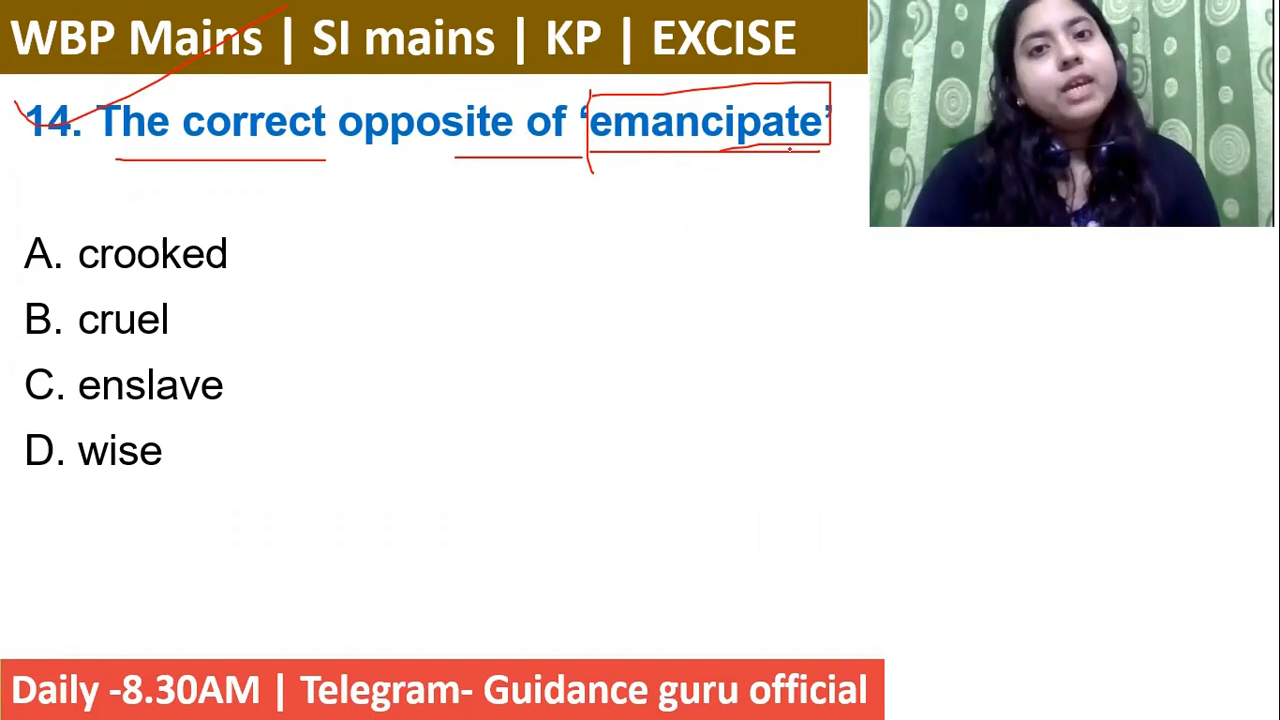 WBP Mains | SI mains | KP | EXCISE
14. The correct opposite of ‘emancipate’
A. crooked
B. cruel
C. enslave
D. wise
Daily -8.30AM | Telegram- Guidance guru official